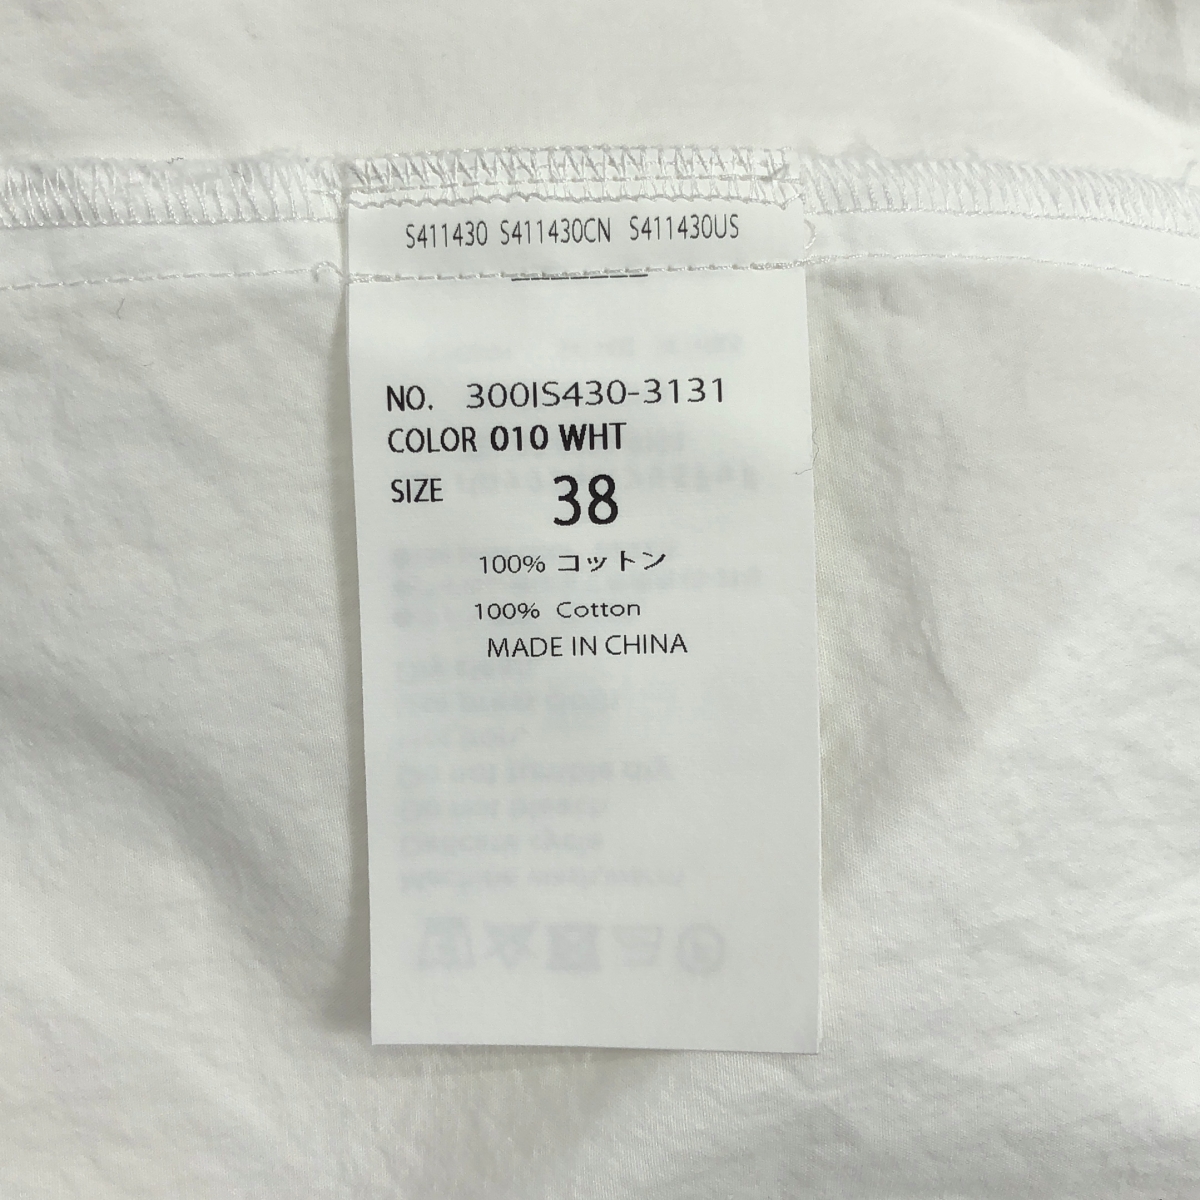 S411430 S411430CN S411430US
NO. 300IS430-3131
COLOR 010 WHT
SIZE 38
100% コットン
100% Cotton
MADE IN CHINA